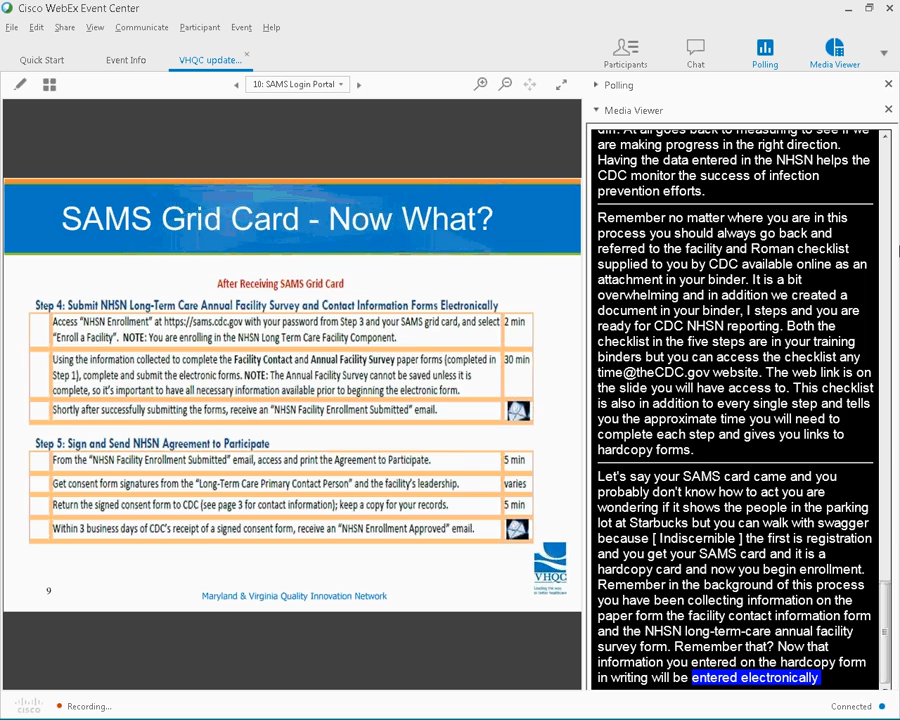 Cisco WebEx Event Center
File Edit Share View Communicate Participant Event Help
Quick Start Event Info VHQC update...
Participants Chat Polling Media Viewer
10: SAMS Login Portal
Polling
Media Viewer
SAMS Grid Card - Now What?
After Receiving SAMS Grid Card
Step 4: Submit NHSN Long-Term Care Annual Facility Survey and Contact Information Forms Electronically
Access "NHSN Enrollment" at https://sams.cdc.gov with your password from Step 3 and your SAMS grid card, and select 2 min
"Enroll a Facility". NOTE: You are enrolling in the NHSN Long Term Care Facility Component.
Using the information collected to complete the Facility Contact and Annual Facility Survey paper forms (completed in 30 min
Step 1), complete and submit the electronic forms. NOTE: The Annual Facility Survey cannot be saved unless it is
complete, so it's important to have all necessary information available prior to beginning the electronic form.
Shortly after successfully submitting the forms, receive an "NHSN Facility Enrollment Submitted" email.
Step 5: Sign and Send NHSN Agreement to Participate
From the "NHSN Facility Enrollment Submitted" email, access and print the Agreement to Participate. 5 min
Get consent form signatures from the "Long-Term Care Primary Contact Person" and the facility's leadership. varies
Return the signed consent form to CDC (see page 3 for contact information); keep a copy for your records. 5 min
Within 3 business days of CDC's receipt of a signed consent form, receive an "NHSN Enrollment Approved" email.
VHQC
9
Maryland & Virginia Quality Innovation Network
dirt. At all goes back to measuring to see if we
are making progress in the right direction.
Having the data entered in the NHSN helps the
CDC monitor the success of infection
prevention efforts.
Remember no matter where you are in this
process you should always go back and
referred to the facility and Roman checklist
supplied to you by CDC available online as an
attachment in your binder. It is a bit
overwhelming and in addition we created a
document in your binder, I steps and you are
ready for CDC NHSN reporting. Both the
checklist in the five steps are in your training
binders but you can access the checklist any
time@theCDC.gov website. The web link is on
the slide you will have access to. This checklist
is also in addition to every single step and tells
you the approximate time you will need to
complete each step and gives you links to
hardcopy forms.
Let's say your SAMS card came and you
probably don't know how to act you are
wondering if it shows the people in the parking
lot at Starbucks but you can walk with swagger
because [ Indiscernible ] the first is registration
and you get your SAMS card and it is a
hardcopy card and now you begin enrollment.
Remember in the background of this process
you have been collecting information on the
paper form the facility contact information form
and the NHSN long-term-care annual facility
survey form. Remember that? Now that
information you entered on the hardcopy form
in writing will be entered electronically
cisco
Recording...
Connected